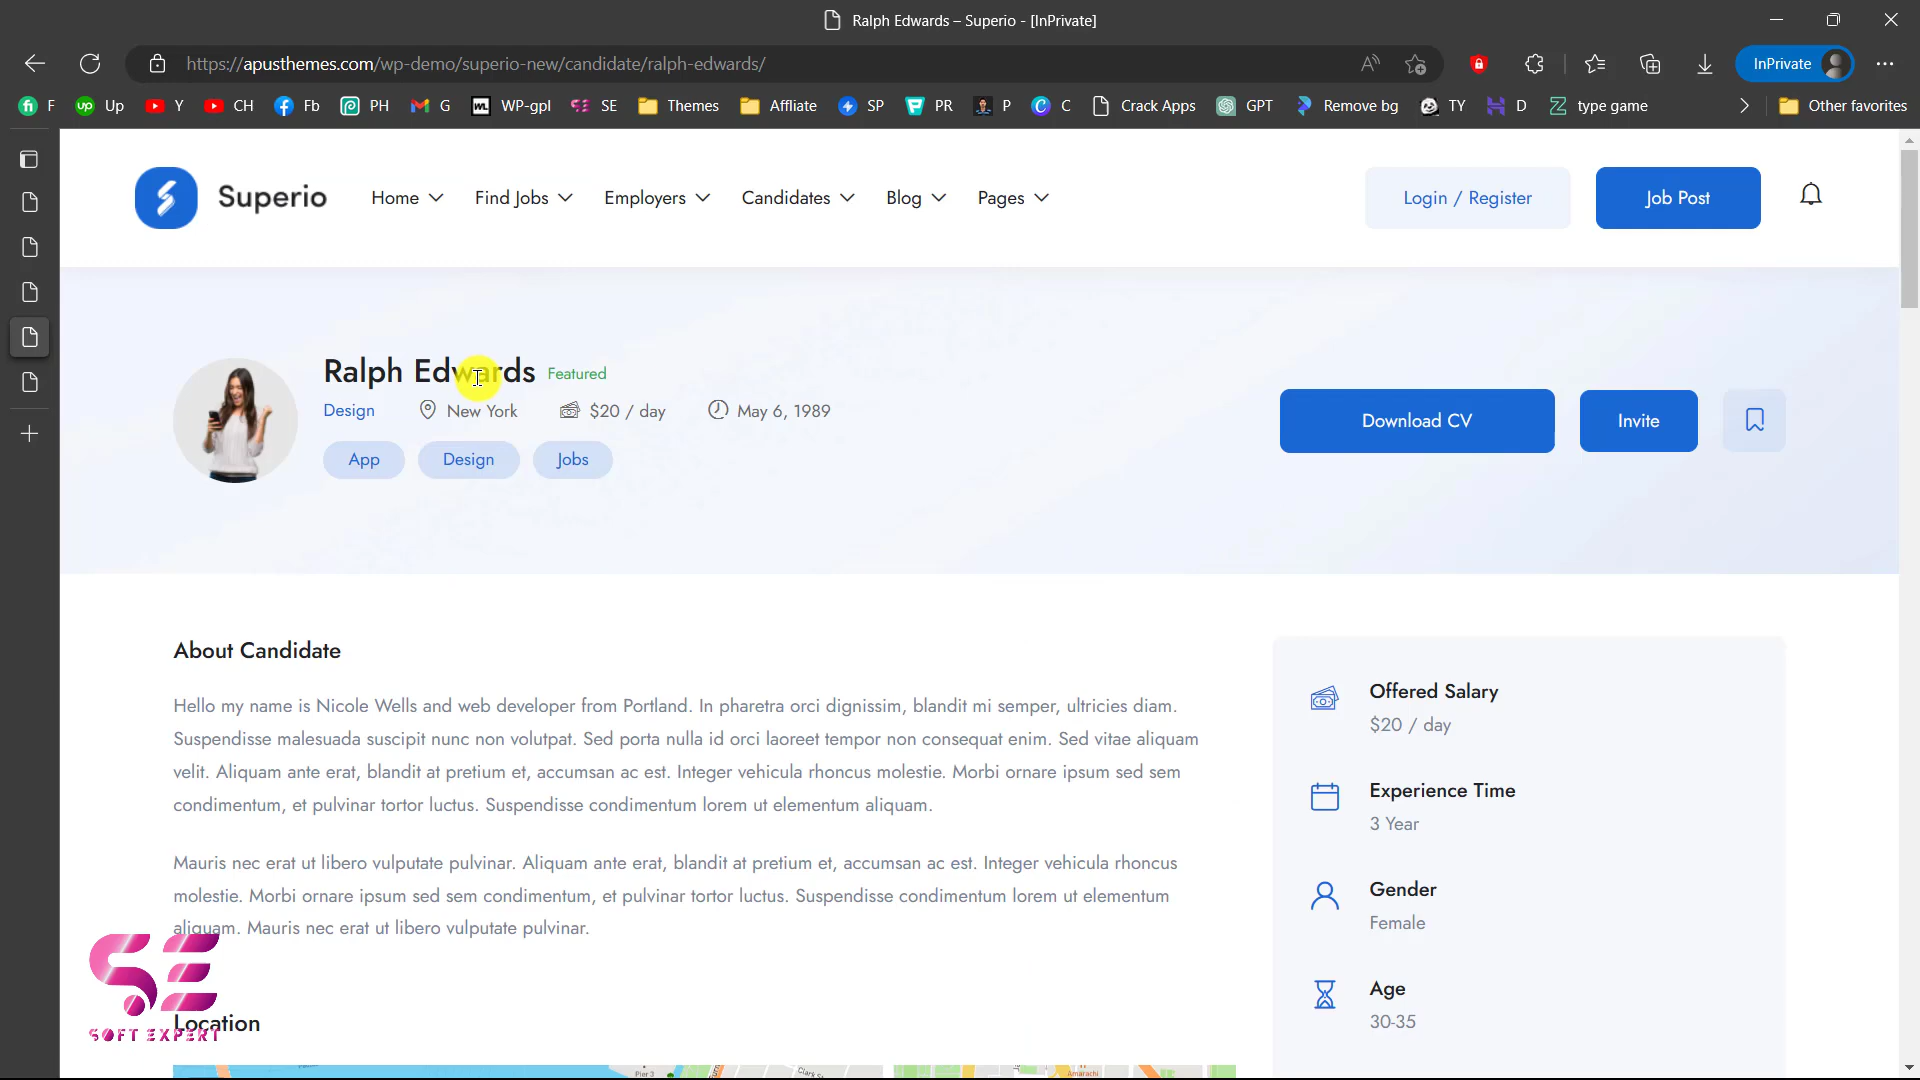 Ralph Edwards – Superio - [InPrivate]
https://apusthemes.com/wp-demo/superio-new/candidate/ralph-edwards/
InPrivate
F
Up
Y
CH
Fb
PH
G
WP-gpl
SE
Themes
Affliate
SP
PR
P
C
Crack Apps
GPT
Remove bg
TY
D
type game
Other favorites
Superio
Home
Find Jobs
Employers
Candidates
Blog
Pages
Login / Register
Job Post
Ralph Edwards
Featured
Design
New York
$20 / day
May 6, 1989
App
Design
Jobs
Download CV
Invite
About Candidate
Hello my name is Nicole Wells and web developer from Portland. In pharetra orci dignissim, blandit mi semper, ultricies diam.
Suspendisse malesuada suscipit nunc non volutpat. Sed porta nulla id orci laoreet tempor non consequat enim. Sed vitae aliquam
velit. Aliquam ante erat, blandit at pretium et, accumsan ac est. Integer vehicula rhoncus molestie. Morbi ornare ipsum sed sem
condimentum, et pulvinar tortor luctus. Suspendisse condimentum lorem ut elementum aliquam.
Mauris nec erat ut libero vulputate pulvinar. Aliquam ante erat, blandit at pretium et, accumsan ac est. Integer vehicula rhoncus
molestie. Morbi ornare ipsum sed sem condimentum, et pulvinar tortor luctus. Suspendisse condimentum lorem ut elementum
aliquam. Mauris nec erat ut libero vulputate pulvinar.
Location
Offered Salary
$20 / day
Experience Time
3 Year
Gender
Female
Age
30-35
SE
SOFT EXPERT
Pier 3
Amarachi